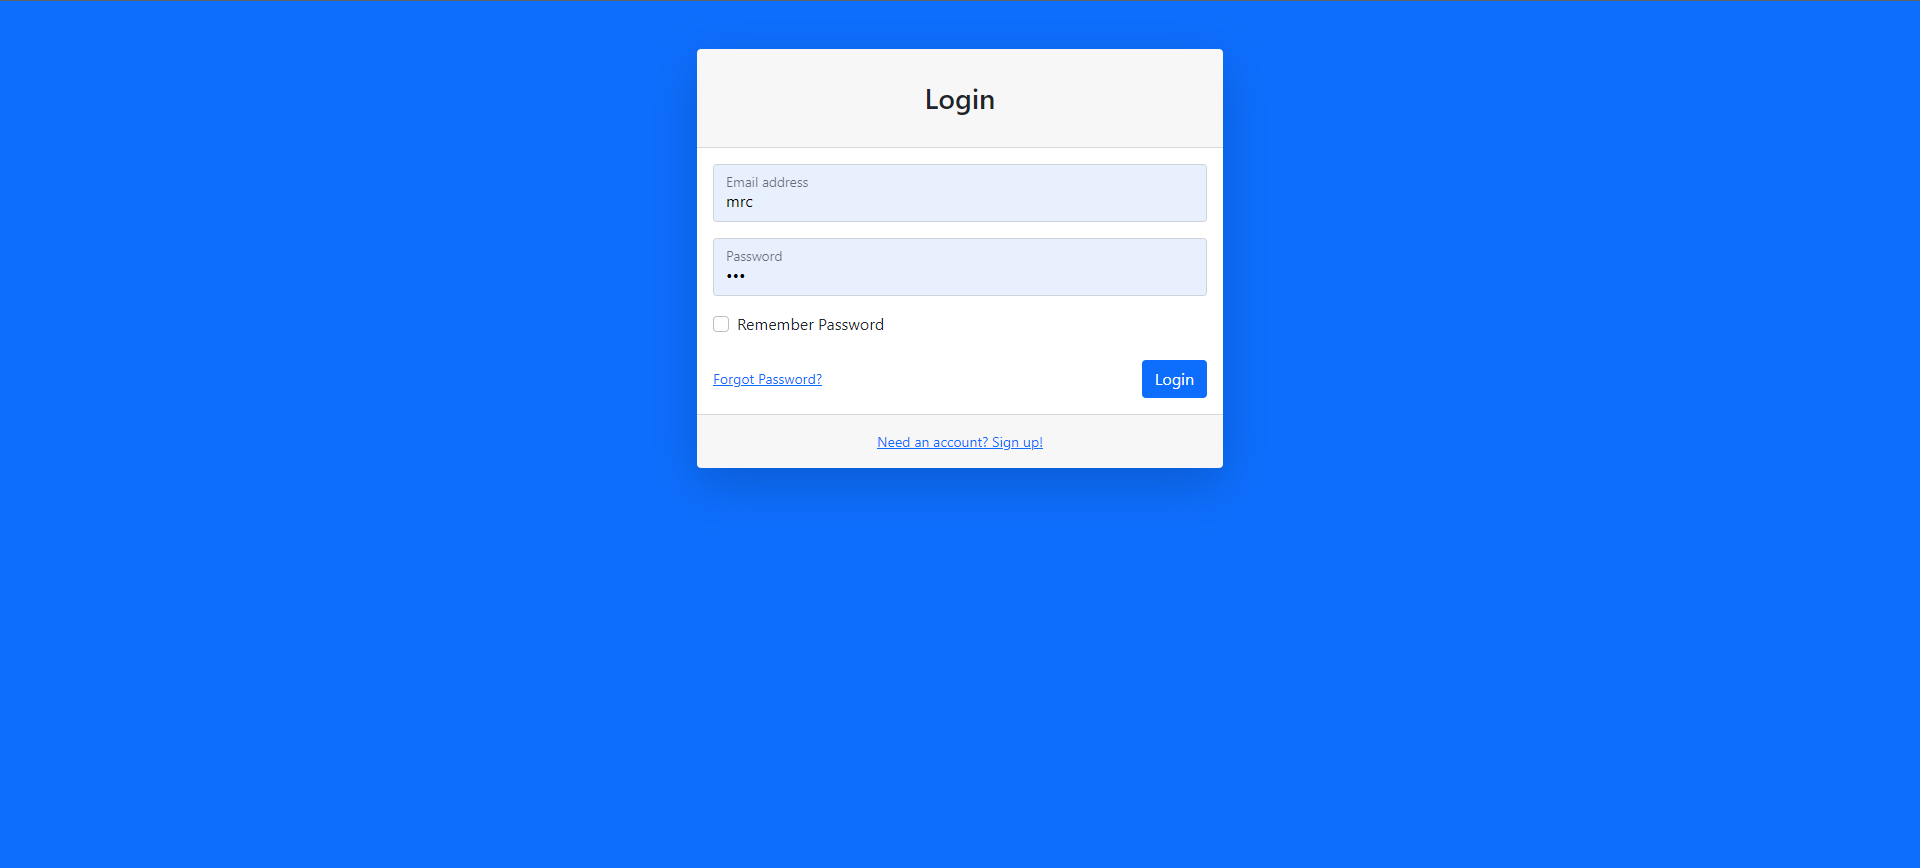 Login
Email address
mrc
Password
•••
Remember Password
Forgot Password?
Login
Need an account? Sign up!